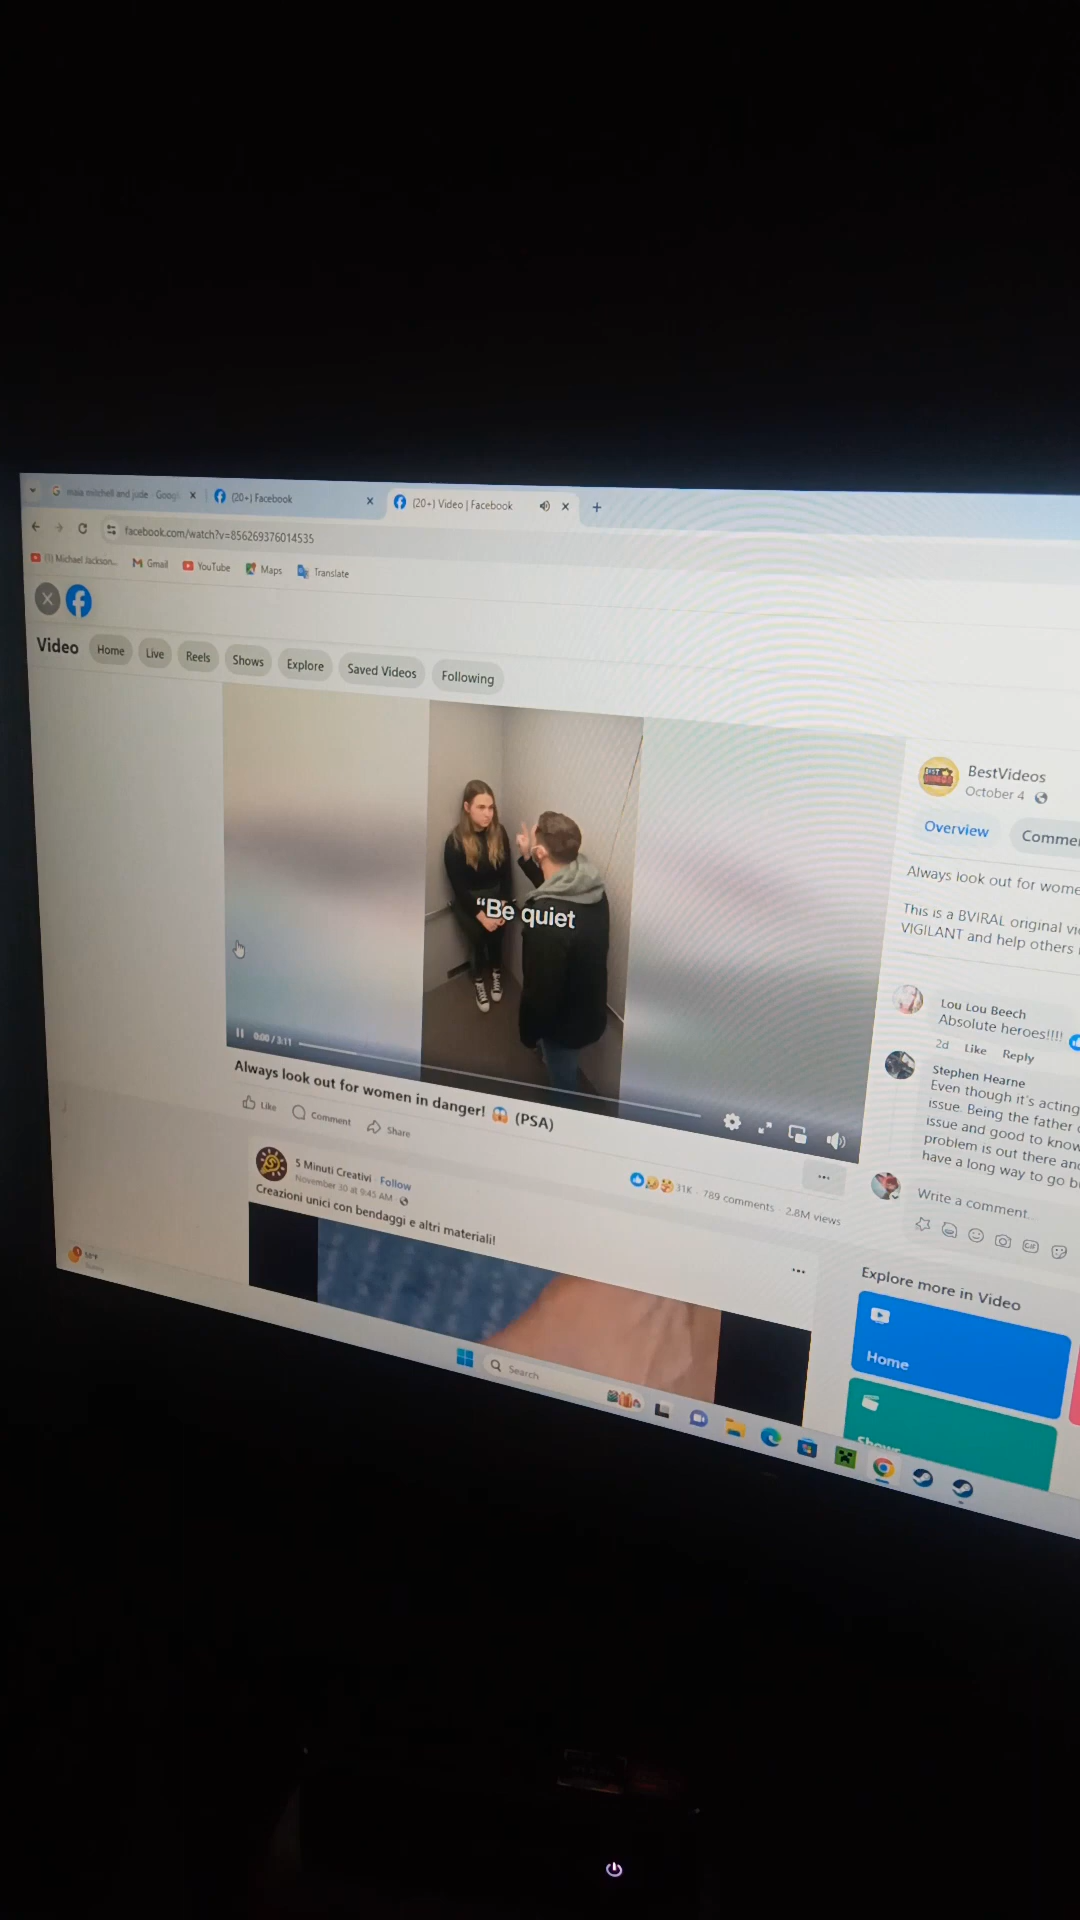 maia mitchell and jude - Googl
(20+) Facebook
(20+) Video | Facebook
facebook.com/watch?v=856269376014535
(1) Michael Jackson...
Gmail
YouTube
Maps
Translate
Video
Home
Live
Reels
Shows
Explore
Saved Videos
Following
"Be quiet
0:00 / 3:11
Always look out for women in danger! 😱 (PSA)
Like
Comment
Share
31K · 789 comments · 2.8M views
BestVideos
October 4
Overview
Comme
Always look out for wome
This is a BVIRAL original vi
VIGILANT and help others
Lou Lou Beech
Absolute heroes!!!!
2d Like Reply
Stephen Hearne
Even though it's acting
issue. Being the father
issue and good to know
problem is out there and
have a long way to go b
Write a comment...
GIF
5 Minuti Creativi · Follow
November 30 at 9:45 AM
Creazioni unici con bendaggi e altri materiali!
Explore more in Video
Home
Shows
Search